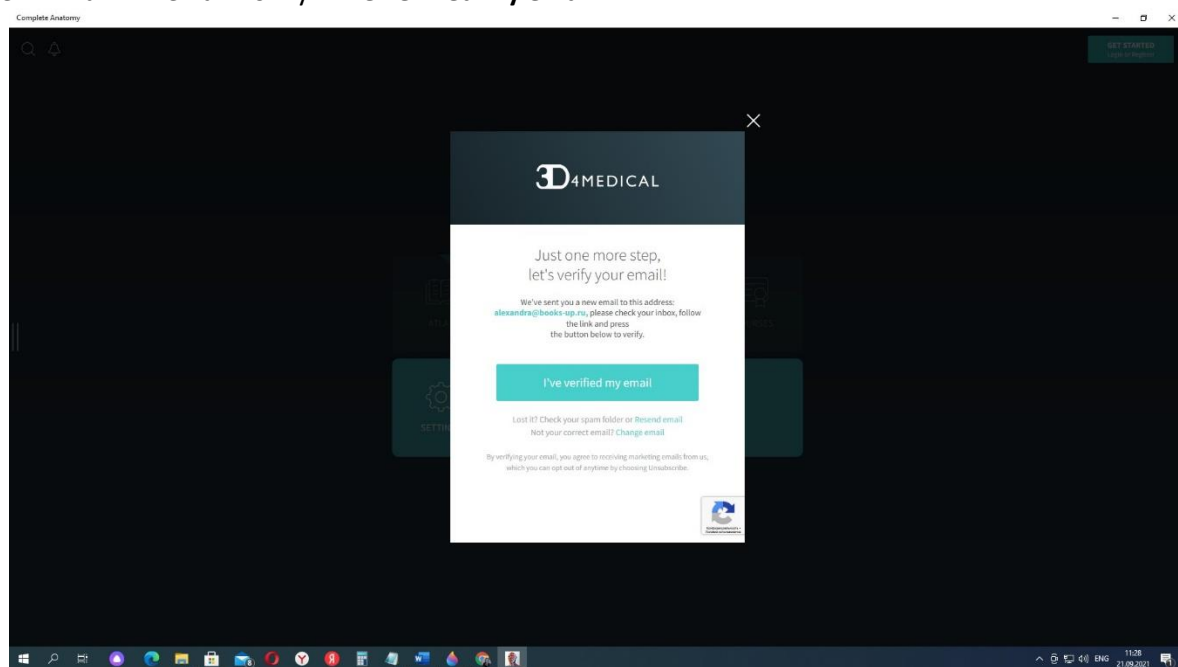 Complete Anatomy
GET STARTED
Login or Register
3D4MEDICAL
Just one more step,
let's verify your email!
We've sent you a new email to this address:
alexandra@books-up.ru, please check your inbox, follow
the link and press
the button below to verify.
I've verified my email
SETTIN
Lost it? Check your spam folder or Resend email
Not your correct email? Change email
By verifying your email, you agree to receiving marketing emails from us,
which you can opt out of anytime by choosing Unsubscribe.
ENG
11:28
21.09.2021